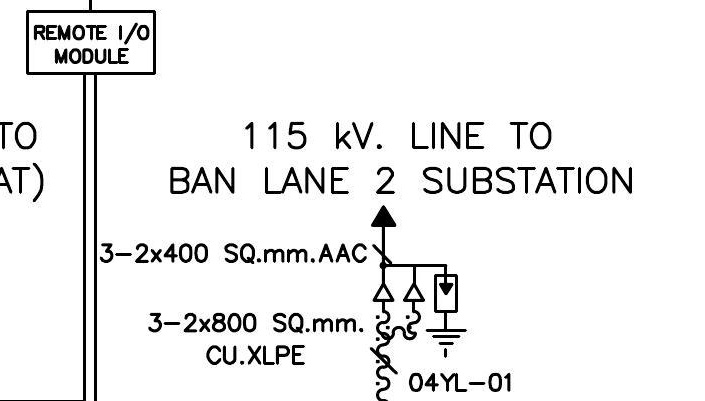 REMOTE I/O
MODULE
TO
AT)
115 kV. LINE TO
BAN LANE 2 SUBSTATION
3-2x400 SQ.mm.AAC
3-2x800 SQ.mm.
CU.XLPE
04YL-01